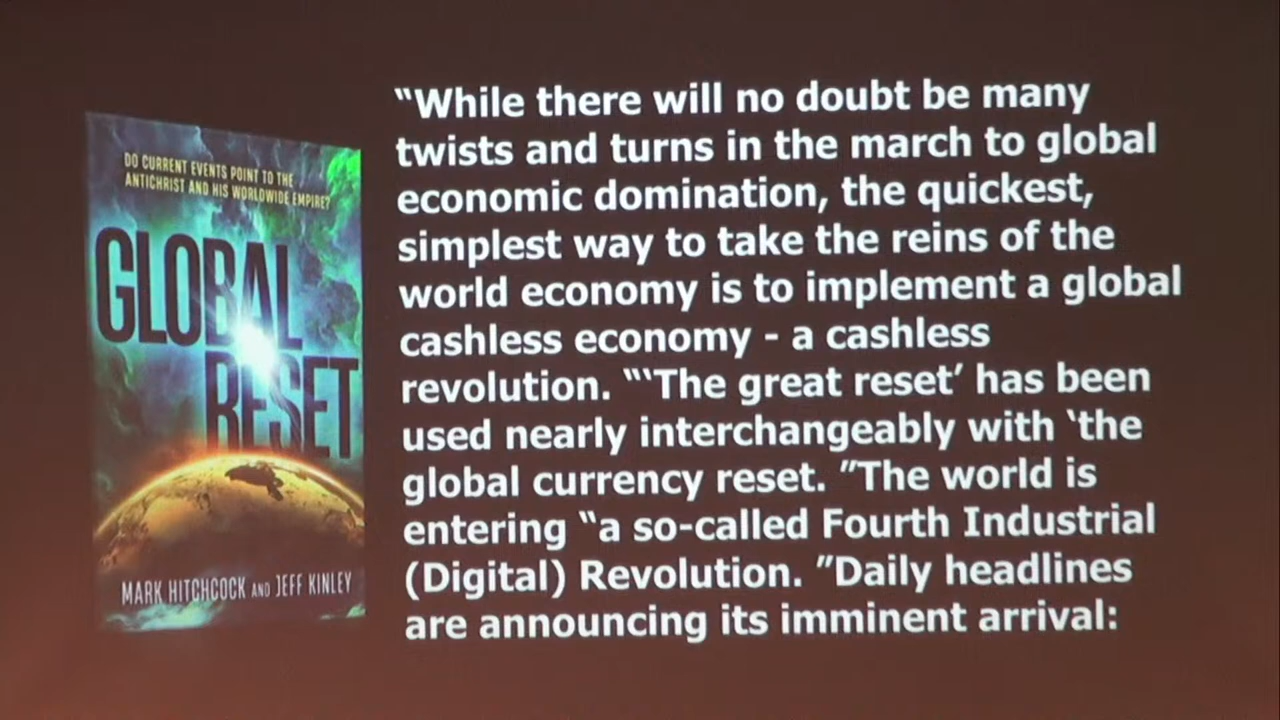 DO CURRENT EVENTS POINT TO THE
ANTICHRIST AND HIS WORLDWIDE EMPIRE?
GLOBAL
RESET
MARK HITCHCOCK AND JEFF KINLEY
“While there will no doubt be many
twists and turns in the march to global
economic domination, the quickest,
simplest way to take the reins of the
world economy is to implement a global
cashless economy - a cashless
revolution. “‘‘The great reset’ has been
used nearly interchangeably with ‘the
global currency reset. ”The world is
entering “a so-called Fourth Industrial
(Digital) Revolution. ”Daily headlines
are announcing its imminent arrival: